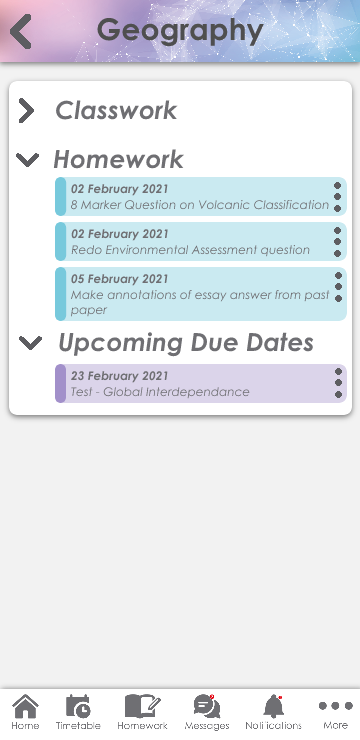 Geography
Classwork
Homework
02 February 2021
8 Marker Question on Volcanic Classification
02 February 2021
Redo Environmental Assessment question
05 February 2021
Make annotations of essay answer from past
paper
Upcoming Due Dates
23 February 2021
Test - Global Interdependance
Home Timetable Homework Messages Notifications More